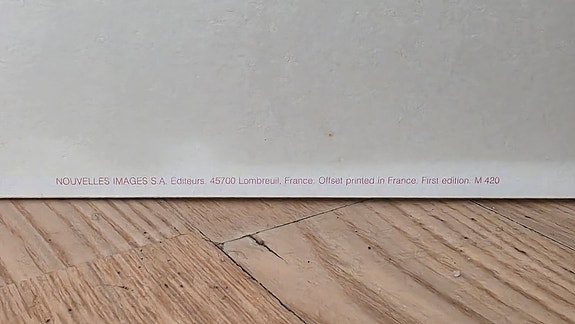 NOUVELLES IMAGES S.A. Editeurs. 45700 Lombreuil, France. Offset printed in France. First edition. M 420